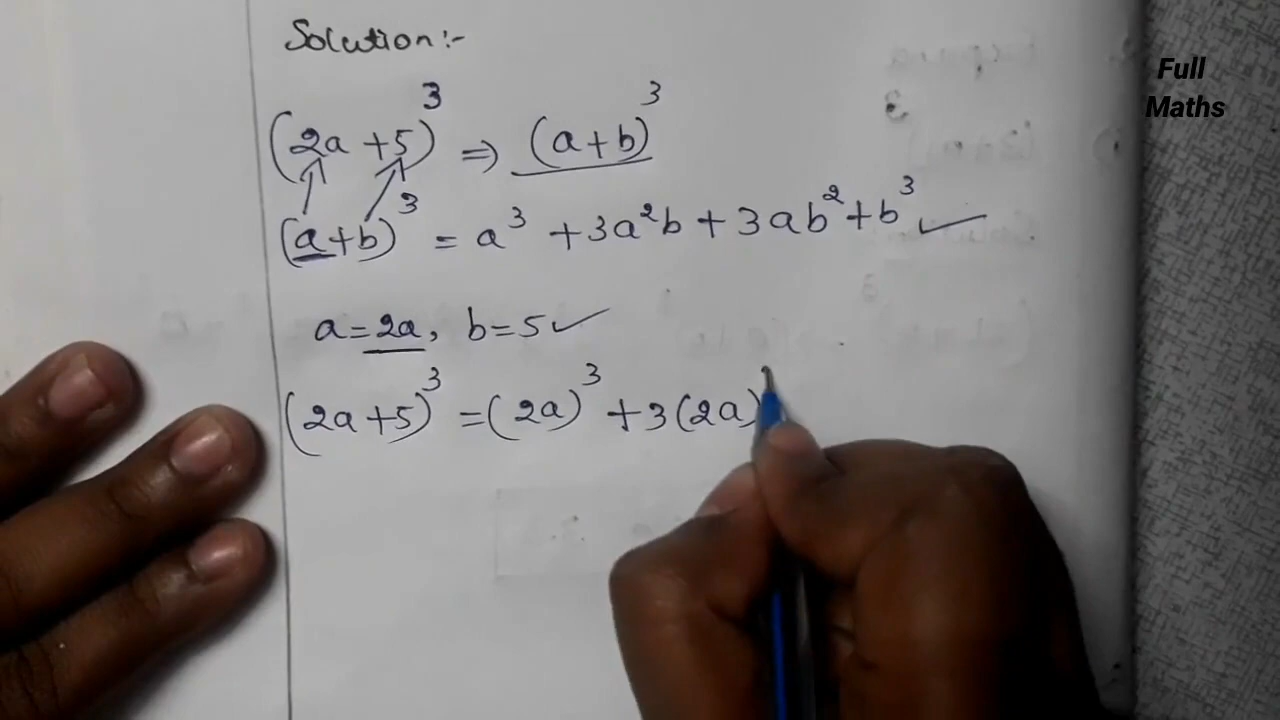 Solution:-
Full
Maths
(2a+5)³ ⇒ (a+b)³
(a+b)³ = a³ +3a²b+3ab²+b³
a=2a, b=5
(2a+5)³ =(2a)³ +3(2a)